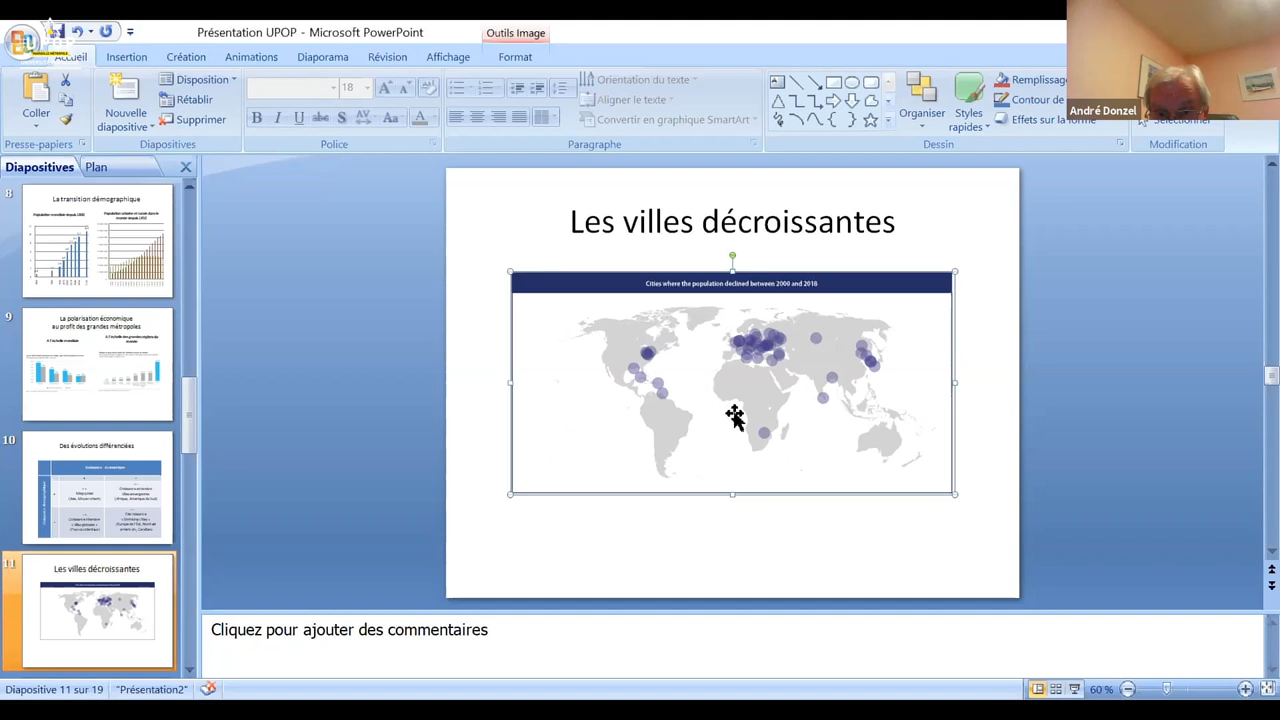 Présentation UPOP - Microsoft PowerPoint
Outils Image
Accueil
Insertion
Création
Animations
Diaporama
Révision
Affichage
Format
André Donzel
Coller
Nouvelle
diapositive
Disposition
Rétablir
Supprimer
18
Orientation du texte
Aligner le texte
Convertir en graphique SmartArt
Organiser
Styles
rapides
Remplissage
Contour de
Effets sur la forme
Sélectionner
Presse-papiers
Diapositives
Police
Paragraphe
Dessin
Modification
Diapositives
Plan
8
La transition démographique
9
La polarisation économique
au profit des grandes métropoles
10
Des évolutions différenciées
11
Les villes décroissantes
Les villes décroissantes
Cities where the population declined between 2000 and 2018
Cliquez pour ajouter des commentaires
Diapositive 11 sur 19
"Présentation2"
60 %